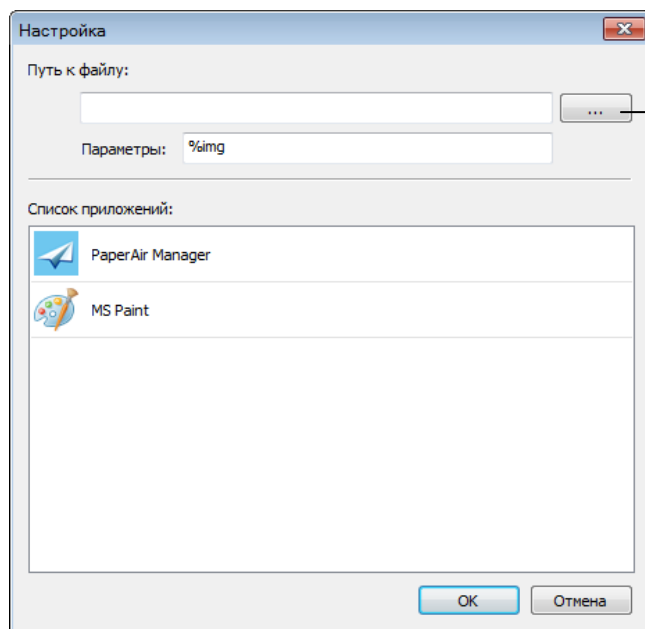 Настройка
Путь к файлу:
...
Параметры: %img
Список приложений:
PaperAir Manager
MS Paint
OK Отмена